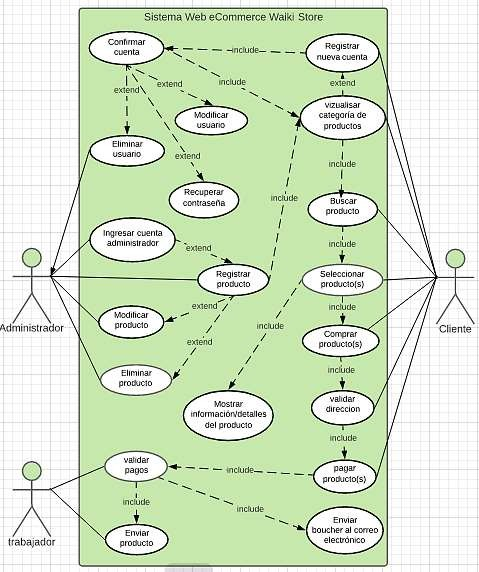 Sistema Web eCommerce Walki Store
Confirmar
cuenta
include
Registrar
nueva cuenta
extend
extend
include
extend
Modificar
usuario
vizualisar
categoría de
productos
Eliminar
usuario
extend
include
Recuperar
contraseña
include
Buscar
producto
Ingresar cuenta
administrador
extend
include
Registrar
producto
Seleccionar
producto(s)
Administrador
Cliente
extend
include
Modificar
producto
include
Comprar
producto(s)
extend
include
Eliminar
producto
Mostrar
información/detalles
del producto
validar
direccion
include
validar
pagos
include
pagar
producto(s)
include
include
trabajador
Enviar
producto
Enviar
boucher al correo
electrónico